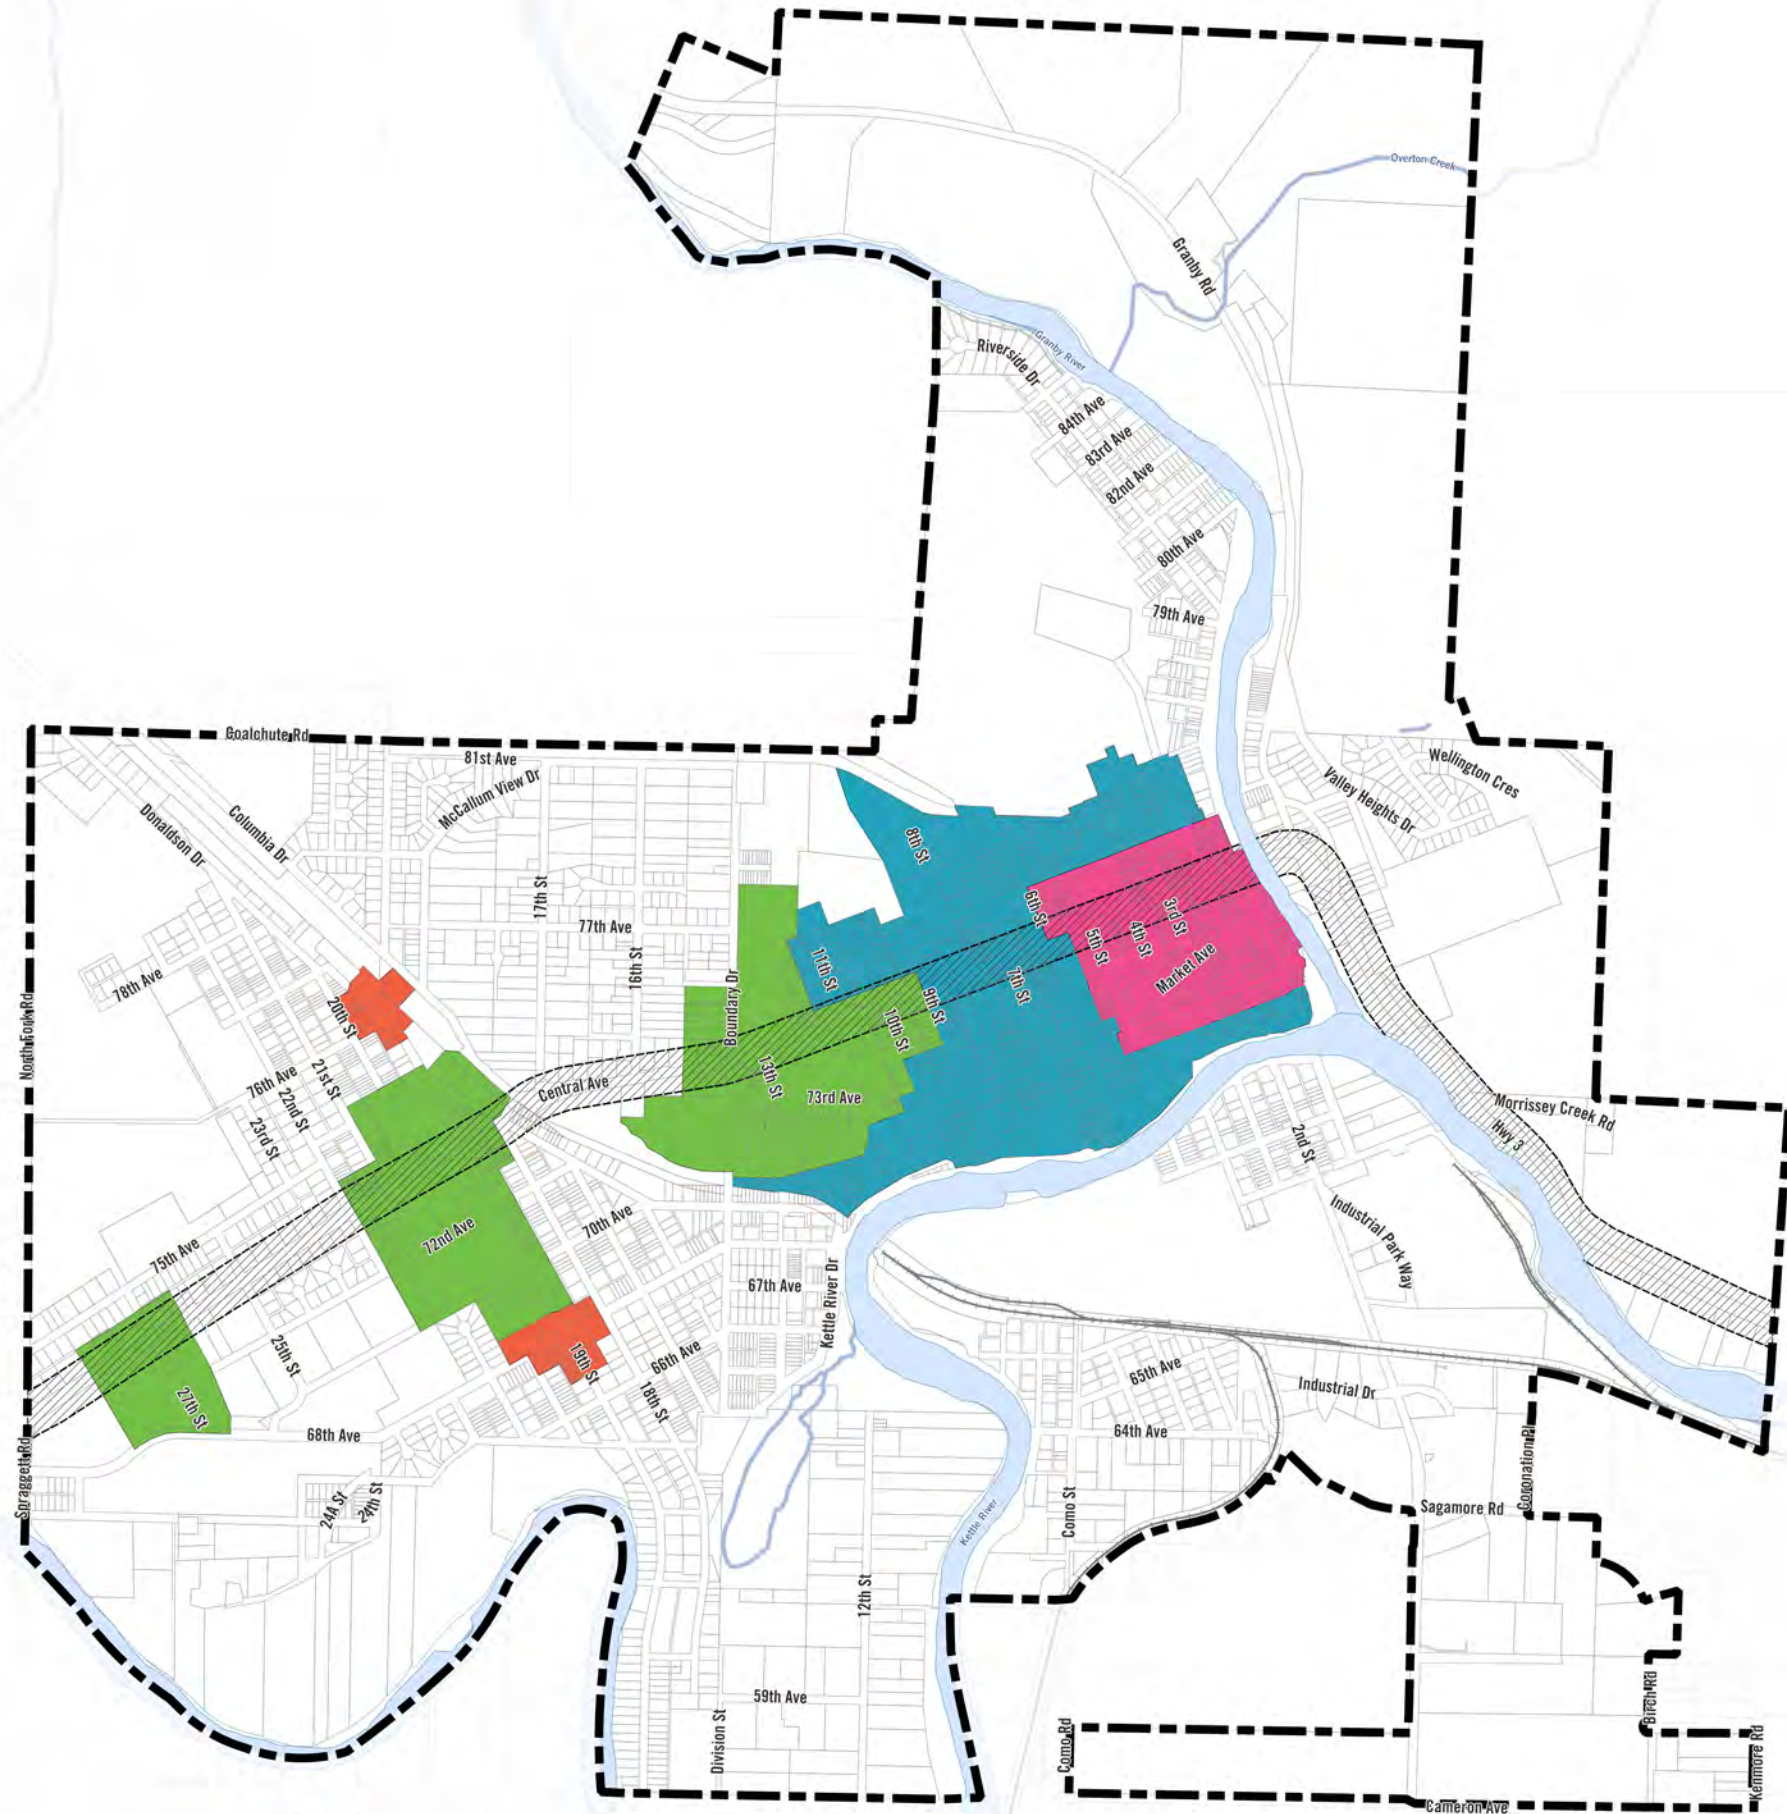 Overton Creek
Granby Rd
Granby River
Riverside Dr
84th Ave
83rd Ave
82nd Ave
80th Ave
79th Ave
Coalchute Rd
81st Ave
McCallum View Dr
Columbia Dr
Donaldson Dr
Wellington Cres
Valley Heights Dr
8th St
17th St
77th Ave
16th St
6th St
3rd St
4th St
5th St
Market Ave
11th St
7th St
9th St
10th St
Boundary Dr
78th Ave
20th St
North Fork Rd
76th Ave
21st St
22nd St
23rd St
Central Ave
13th St
73rd Ave
Morrissey Creek Rd
Hwy 3
2nd St
72nd Ave
70th Ave
75th Ave
Industrial Park Way
67th Ave
Kettle River Dr
25th St
19th St
66th Ave
18th St
65th Ave
Industrial Dr
27th St
68th Ave
64th Ave
Spraggett Rd
24A St
24th St
Coronation Pl
Sagamore Rd
Como St
Kettle River
12th St
59th Ave
Division St
Birch Rd
Como Rd
Kenmore Rd
Cameron Ave